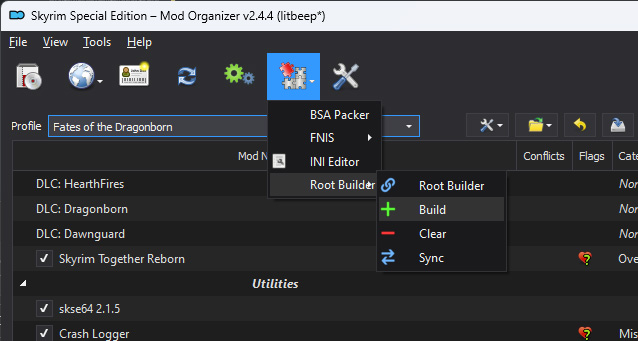 Skyrim Special Edition – Mod Organizer v2.4.4 (litbeep*)
File View Tools Help
BSA Packer
FNIS
INI Editor
Root Builder
Root Builder
Build
Clear
Sync
Profile Fates of the Dragonborn
Mod N Conflicts Flags Cate
DLC: HearthFires Nor
DLC: Dragonborn Nor
DLC: Dawnguard Nor
Skyrim Together Reborn Ove
Utilities
skse64 2.1.5
Crash Logger Mis